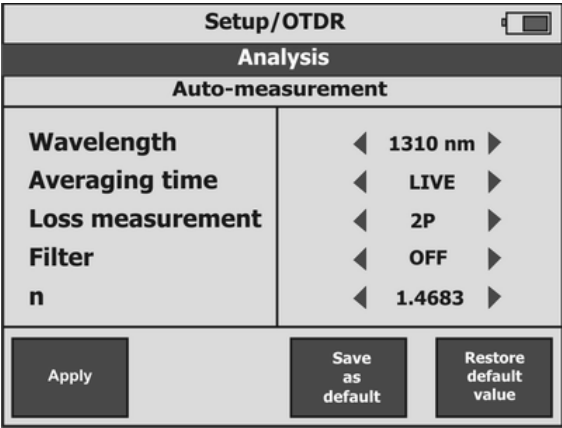 Setup/OTDR
Analysis
Auto-measurement
Wavelength 1310 nm
Averaging time LIVE
Loss measurement 2P
Filter OFF
n 1.4683
Apply
Save
as
default
Restore
default
value